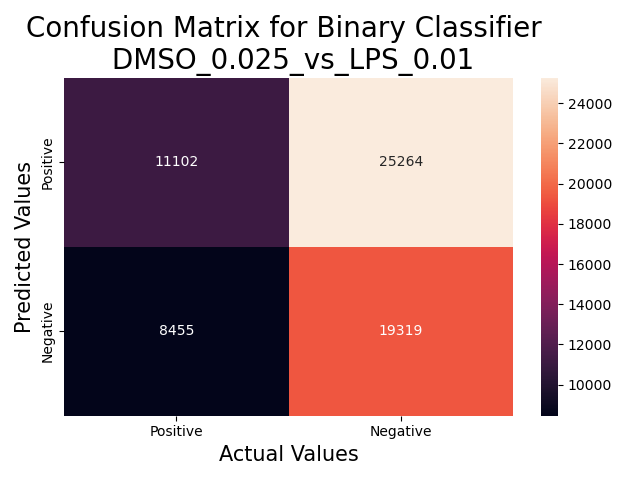 Confusion Matrix for Binary Classifier
DMSO_0.025_vs_LPS_0.01
Predicted Values
Positive
Negative
11102
25264
8455
19319
Positive
Negative
Actual Values
24000
22000
20000
18000
16000
14000
12000
10000